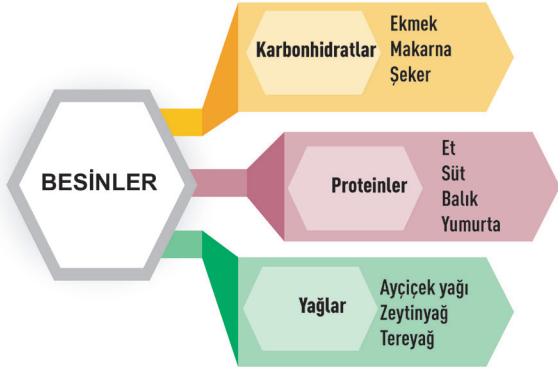 BESİNLER
Karbonhidratlar
Ekmek
Makarna
Şeker
Proteinler
Et
Süt
Balık
Yumurta
Yağlar
Ayçiçek yağı
Zeytinyağ
Tereyağ